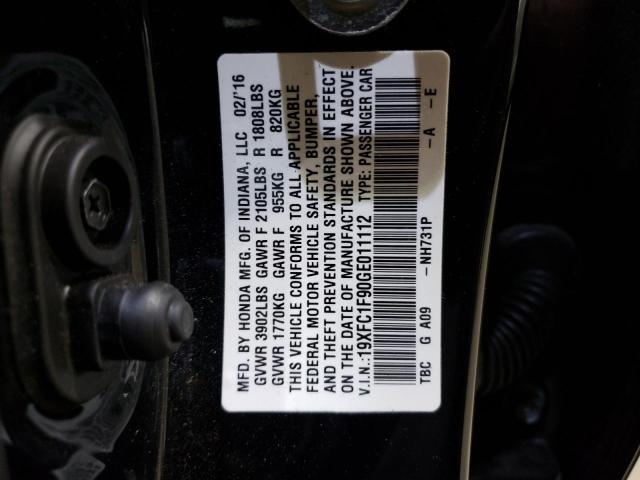 MFD. BY HONDA MFG. OF INDIANA, LLC 02/'16
GVWR 3902LBS GAWR F 2105LBS R 1808LBS
GVWR 1770KG GAWR F 955KG R 820KG
THIS VEHICLE CONFORMS TO ALL APPLICABLE
FEDERAL MOTOR VEHICLE SAFETY, BUMPER,
AND THEFT PREVENTION STANDARDS IN EFFECT
ON THE DATE OF MANUFACTURE SHOWN ABOVE.
V.I.N.:19XFC1F90GE011112 TYPE: PASSENGER CAR
TBC G A09 -NH731P -A -E